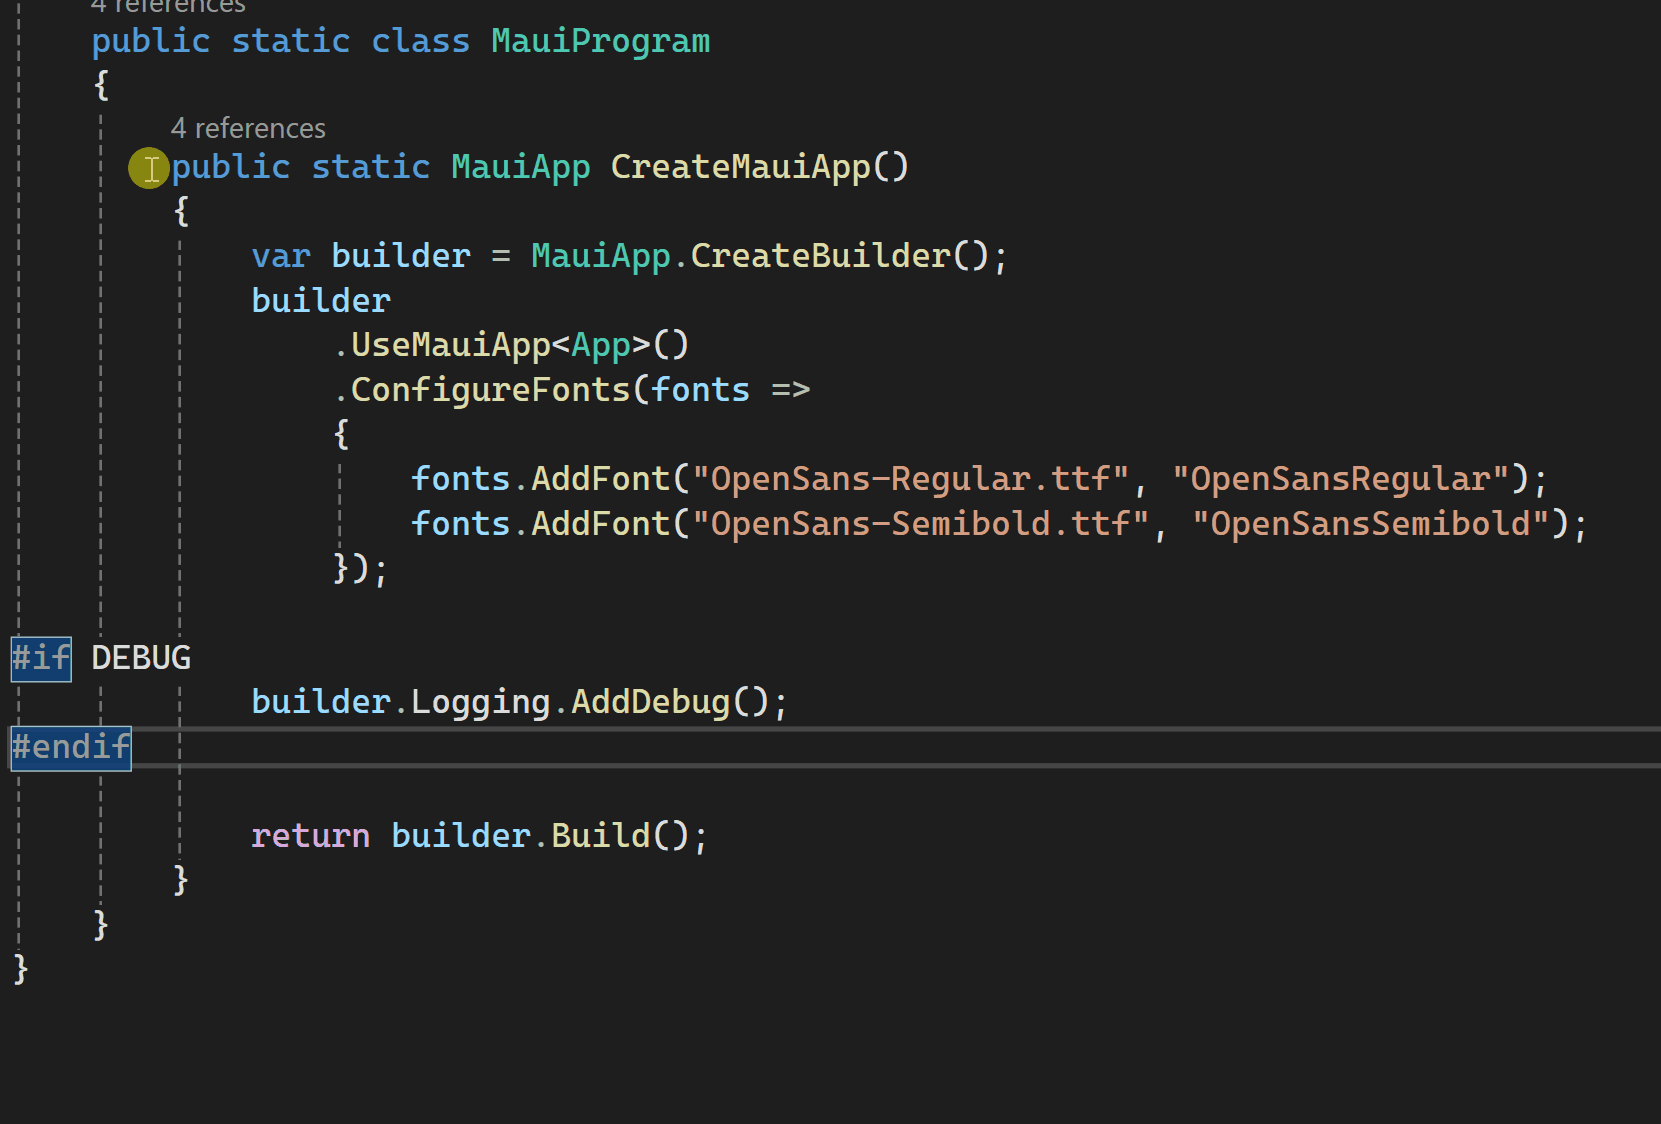 4 references
public static class MauiProgram
{
4 references
public static MauiApp CreateMauiApp()
{
var builder = MauiApp.CreateBuilder();
builder
.UseMauiApp<App>()
.ConfigureFonts(fonts =>
{
fonts.AddFont("OpenSans-Regular.ttf", "OpenSansRegular");
fonts.AddFont("OpenSans-Semibold.ttf", "OpenSansSemibold");
});
#if DEBUG
builder.Logging.AddDebug();
#endif
return builder.Build();
}
}
}